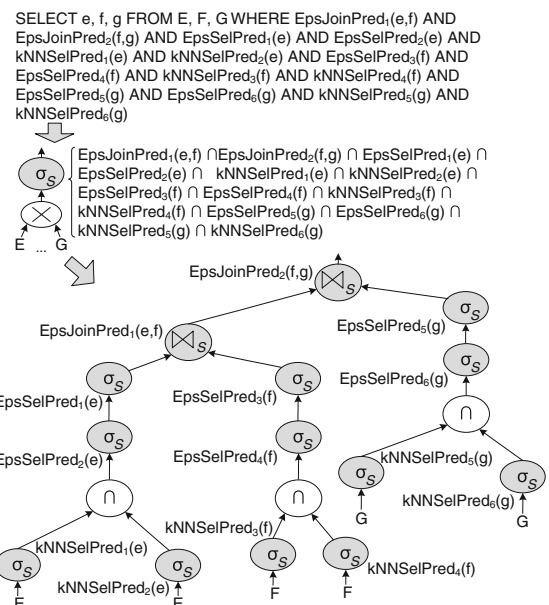 SELECT e, f, g FROM E, F, G WHERE EpsJoinPred₁(e,f) AND
EpsJoinPred₂(f,g) AND EpsSelPred₁(e) AND EpsSelPred₂(e) AND
kNNSelPred₁(e) AND kNNSelPred₂(e) AND EpsSelPred₃(f) AND
EpsSelPred₄(f) AND kNNSelPred₃(f) AND kNNSelPred₄(f) AND
EpsSelPred₅(g) AND EpsSelPred₆(g) AND kNNSelPred₅(g) AND
kNNSelPred₆(g)
EpsJoinPred₁(e,f) ∩EpsJoinPred₂(f,g) ∩ EpsSelPred₁(e) ∩
EpsSelPred₂(e) ∩ kNNSelPred₁(e) ∩ kNNSelPred₂(e) ∩
EpsSelPred₃(f) ∩ EpsSelPred₄(f) ∩ kNNSelPred₃(f) ∩
kNNSelPred₄(f) ∩ EpsSelPred₅(g) ∩ EpsSelPred₆(g) ∩
kNNSelPred₅(g) ∩ kNNSelPred₆(g)
σS
×
E ... G
EpsJoinPred₂(f,g)
⋈S
EpsJoinPred₁(e,f)
⋈S
EpsSelPred₅(g)
σS
EpsSelPred₆(g)
σS
EpsSelPred₁(e)
σS
EpsSelPred₃(f)
σS
EpsSelPred₂(e)
σS
EpsSelPred₄(f)
σS
∩
kNNSelPred₅(g)
σS
kNNSelPred₆(g)
σS
G
G
∩
∩
kNNSelPred₁(e)
σS
kNNSelPred₂(e)
σS
kNNSelPred₃(f)
σS
kNNSelPred₄(f)
σS
E
E
F
F